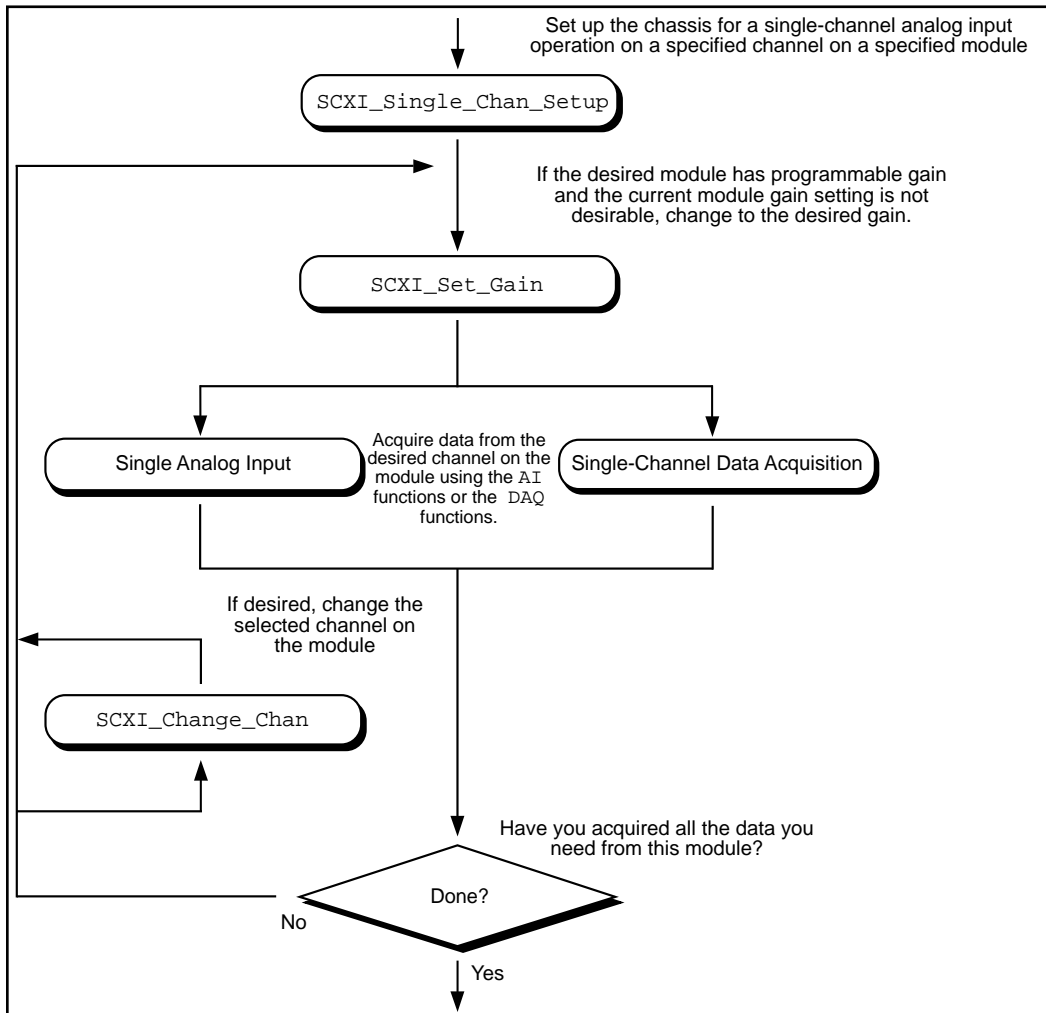 Set up the chassis for a single-channel analog input
operation on a specified channel on a specified module
SCXI_Single_Chan_Setup
If the desired module has programmable gain
and the current module gain setting is not
desirable, change to the desired gain.
SCXI_Set_Gain
Single Analog Input
Acquire data from the
desired channel on the
module using the AI
functions or the DAQ
functions.
Single-Channel Data Acquisition
If desired, change the
selected channel on
the module
SCXI_Change_Chan
Have you acquired all the data you
need from this module?
Done?
No
Yes